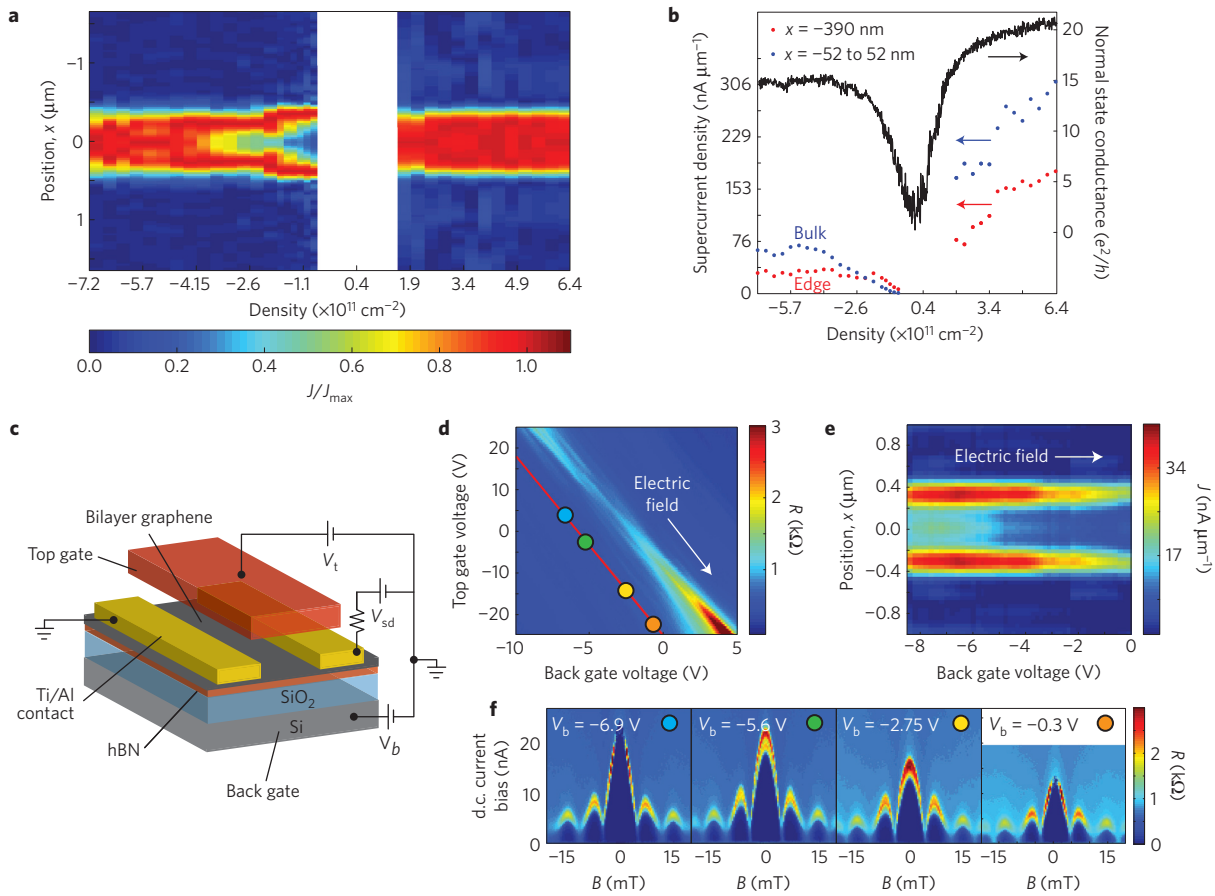 a
Position, x (μm)
−1
0
1
−7.2 −5.7 −4.15 −2.6 −1.1 0.4 1.9 3.4 4.9 6.4
Density (×10¹¹ cm⁻²)
0.0 0.2 0.4 0.6 0.8 1.0
J/Jmax
b
x = −390 nm
x = −52 to 52 nm
Supercurrent density (nA μm⁻¹)
306
229
153
76
0
Bulk
Edge
−5.7 −2.6 0.4 3.4 6.4
Density (×10¹¹ cm⁻²)
20
15
10
5
0
Normal state conductance (e²/h)
c
Bilayer graphene
Top gate
Vt
Vsd
Ti/Al
contact
SiO₂
Si
hBN
Vb
Back gate
d
Top gate voltage (V)
20
10
0
−10
−20
Electric
field
−10 −5 0 5
Back gate voltage (V)
3
2
1
R (kΩ)
e
Position, x (μm)
0.8
0.4
0.0
−0.4
−0.8
Electric field
−8 −6 −4 −2 0
Back gate voltage (V)
34
17
J (nA μm⁻¹)
f
d.c. current
bias (nA)
20
10
0
Vb = −6.9 V
Vb = −5.6 V
Vb = −2.75 V
Vb = −0.3 V
−15 0 15 −15 0 15 −15 0 15 −15 0 15
B (mT) B (mT) B (mT) B (mT)
2
1
0
R (kΩ)